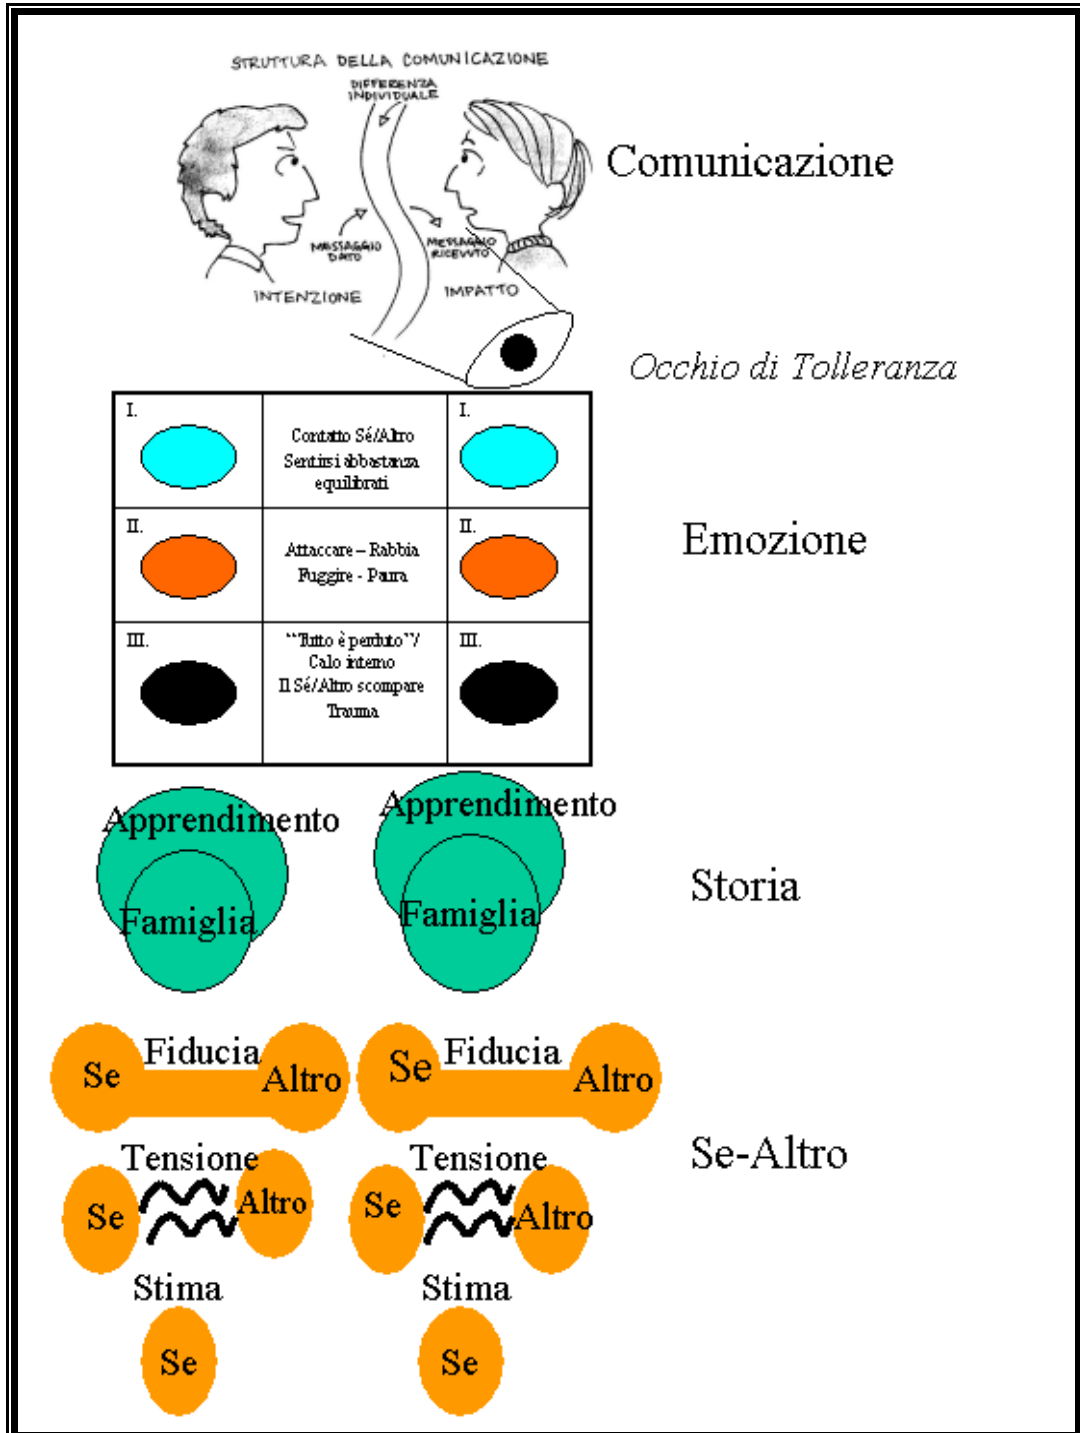 STRUTTURA DELLA COMUNICAZIONE
DIFFERENZA
INDIVIDUALE
Comunicazione
MASSAGGIO
DATO
MESSAGGIO
RICEVUTO
INTENZIONE
IMPATTO
Occhio di Tolleranza
I.
Contatto Sé/Altro
Sentirsi abbastanza
equilibrati
I.
II.
Attaccare – Rabbia
Fuggire - Paura
II.
Emozione
III.
“Tutto è perduto”/
Calo interno
Il Sé/Altro scompare
Trauma
III.
Apprendimento
Famiglia
Apprendimento
Famiglia
Storia
Se
Fiducia
Altro
Se
Fiducia
Altro
Tensione
Se
Altro
Tensione
Se
Altro
Se-Altro
Stima
Se
Stima
Se